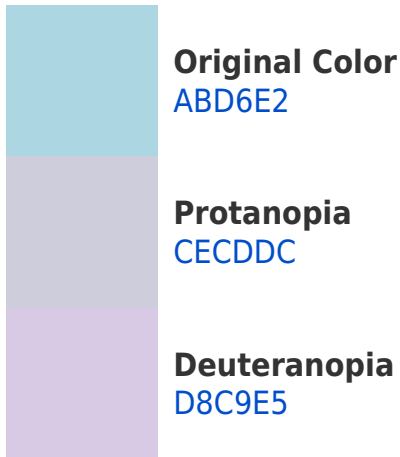 Original Color
ABD6E2
Protanopia
CECDDC
Deuteranopia
D8C9E5